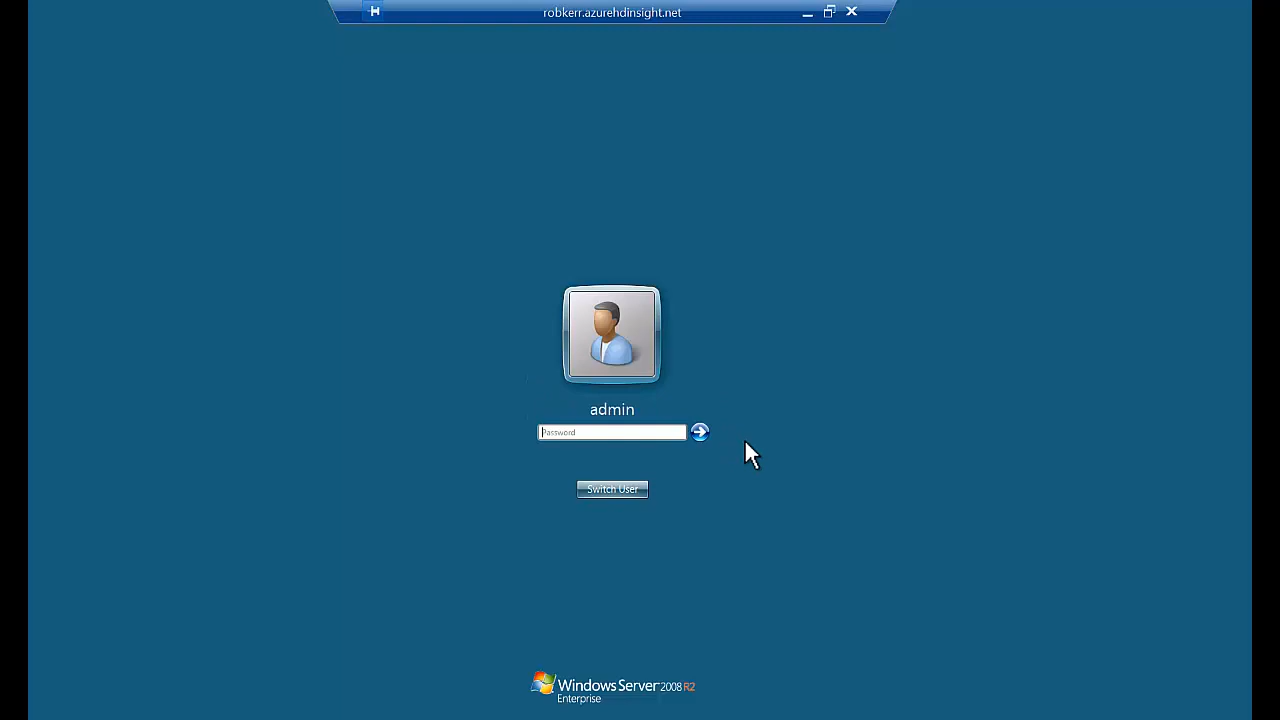 robkerr.azurehdinsight.net
admin
Password
Switch User
Windows Server 2008 R2
Enterprise